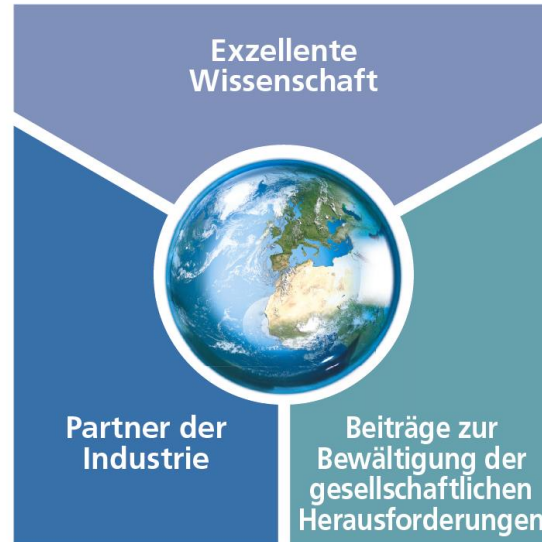 Exzellente
Wissenschaft
Partner der
Industrie
Beiträge zur
Bewältigung der
gesellschaftlichen
Herausforderungen